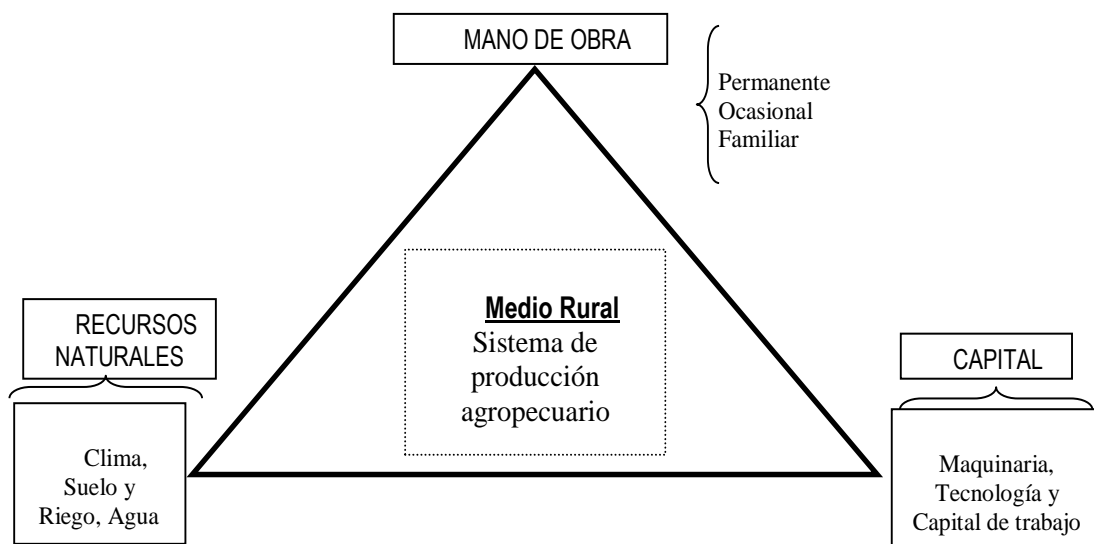 MANO DE OBRA
Permanente
Ocasional
Familiar
Medio Rural
Sistema de
producción
agropecuario
RECURSOS
NATURALES
Clima,
Suelo y
Riego, Agua
CAPITAL
Maquinaria,
Tecnología y
Capital de trabajo